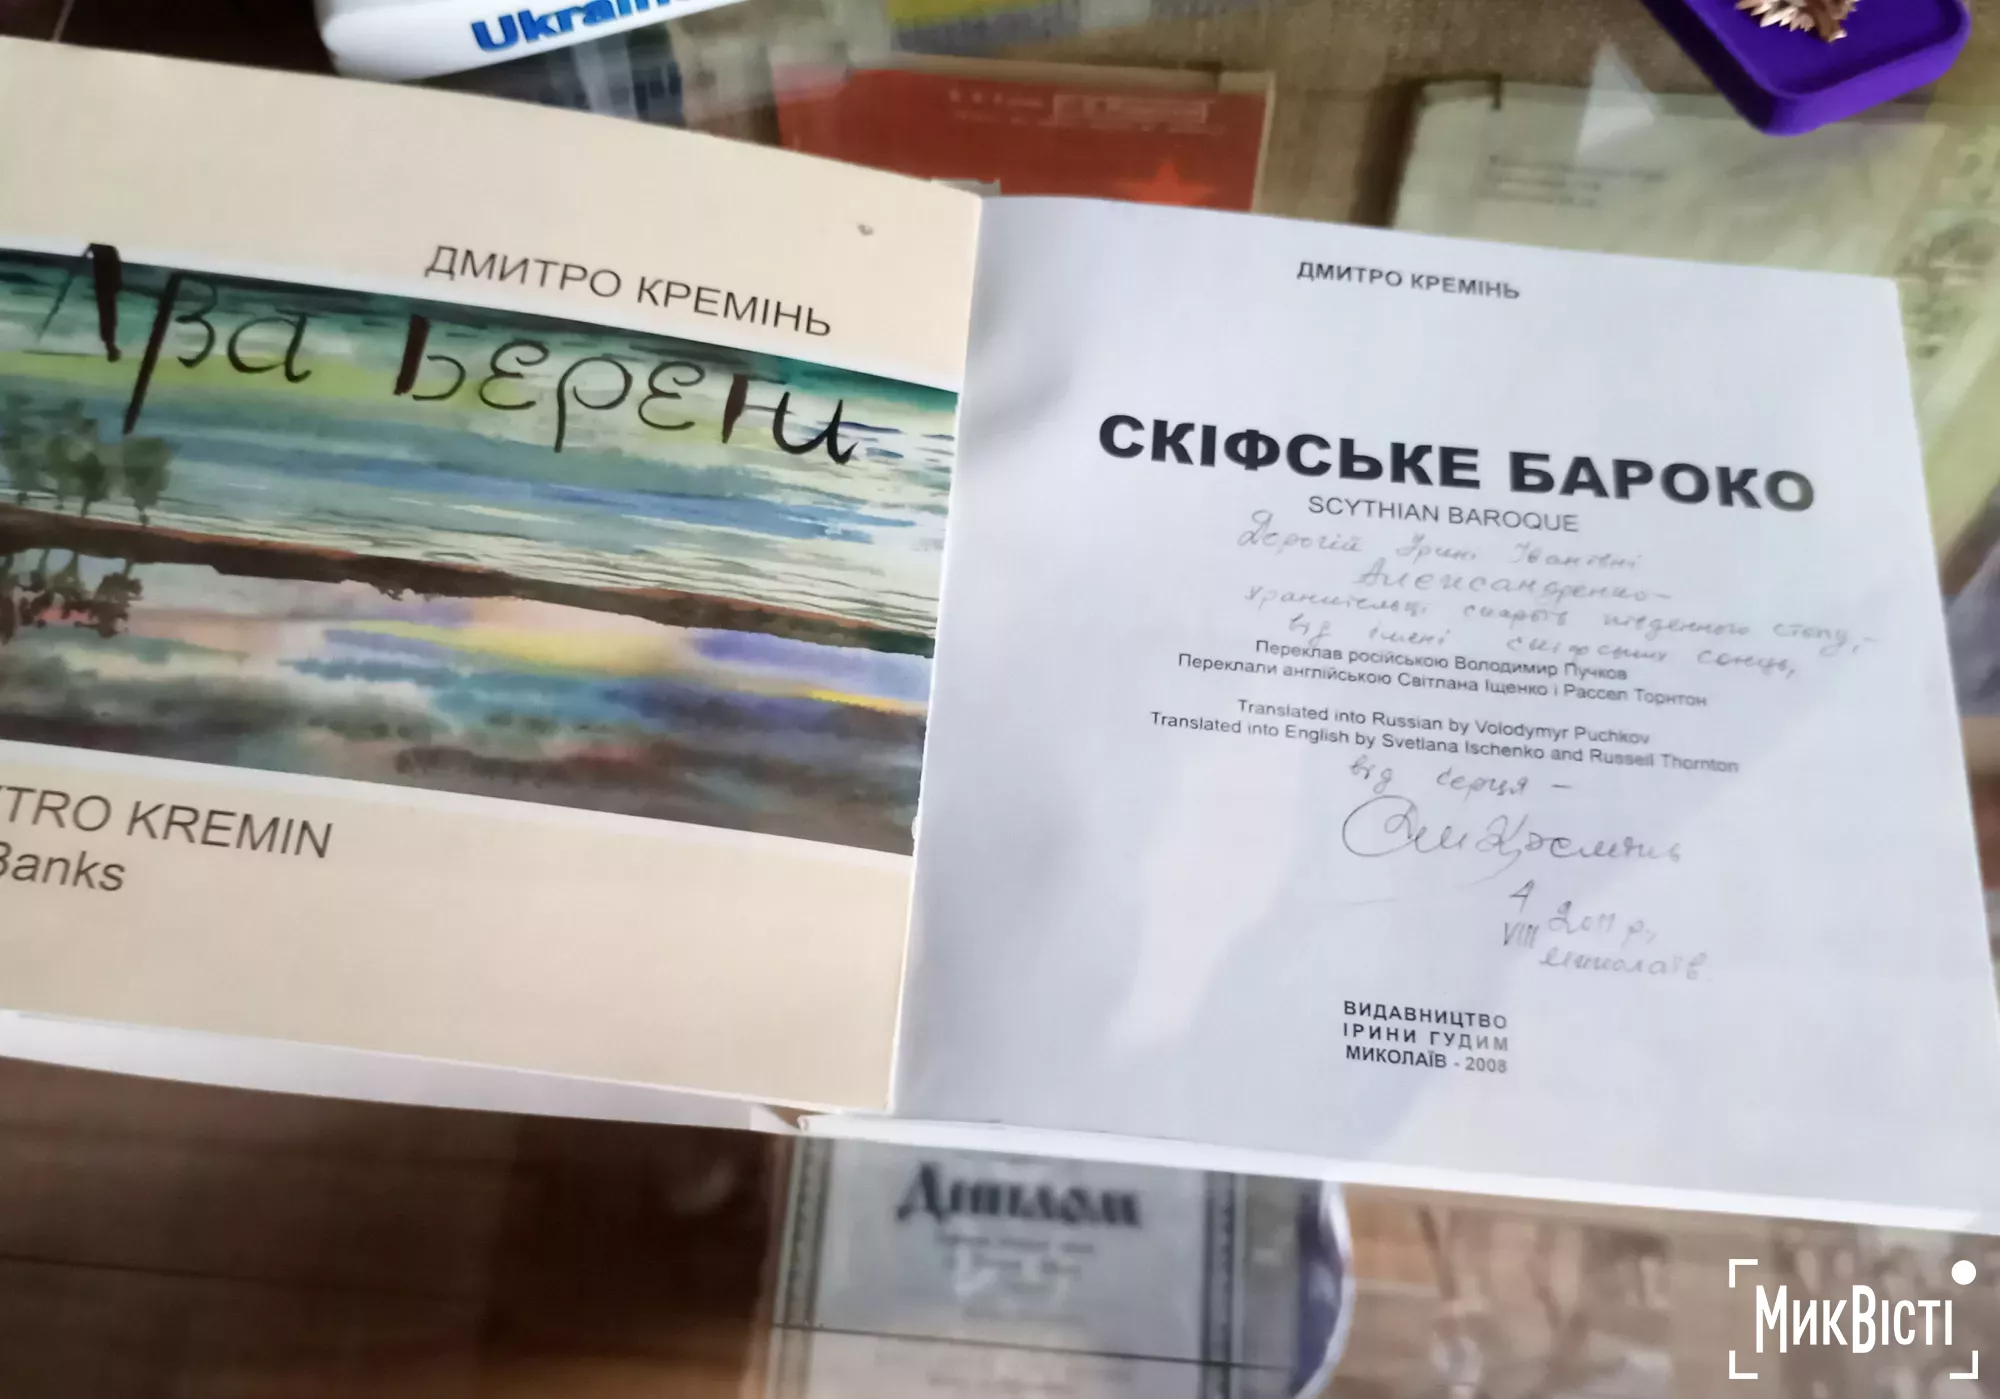 Ukrain
ДМИТРО КРЕМІНЬ
Два береги
TRO KREMIN
Banks
ДМИТРО КРЕМІНЬ
СКІФСЬКЕ БАРОКО
SCYTHIAN BAROQUE
Дорогій Ірині Іванівні
Александренко–
хранительці скарбів південного степу,–
від імені скіфських сонць,
Переклав російською Володимир Пучков
Переклали англійською Світлана Іщенко і Рассел Торнтон
Translated into Russian by Volodymyr Puchkov
Translated into English by Svetlana Ischenko and Russell Thornton
від серця –
Дм Кремінь
4
VIII 2011 р.,
Миколаїв.
ВИДАВНИЦТВО
ІРИНИ ГУДИМ
МИКОЛАЇВ - 2008
Диплом
МикВісті